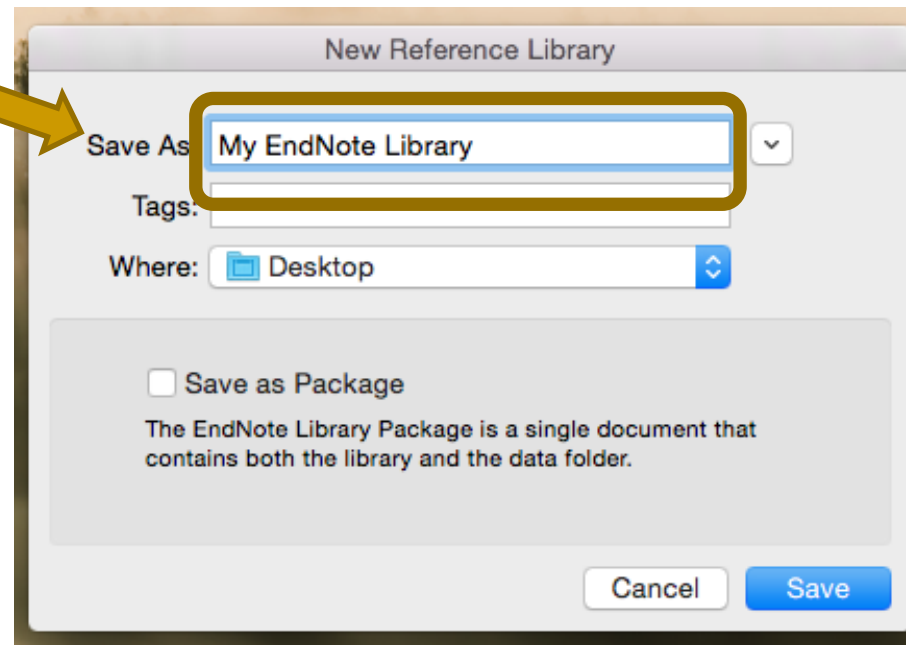 New Reference Library
Save As My EndNote Library
Tags:
Where: Desktop
Save as Package
The EndNote Library Package is a single document that
contains both the library and the data folder.
Cancel Save